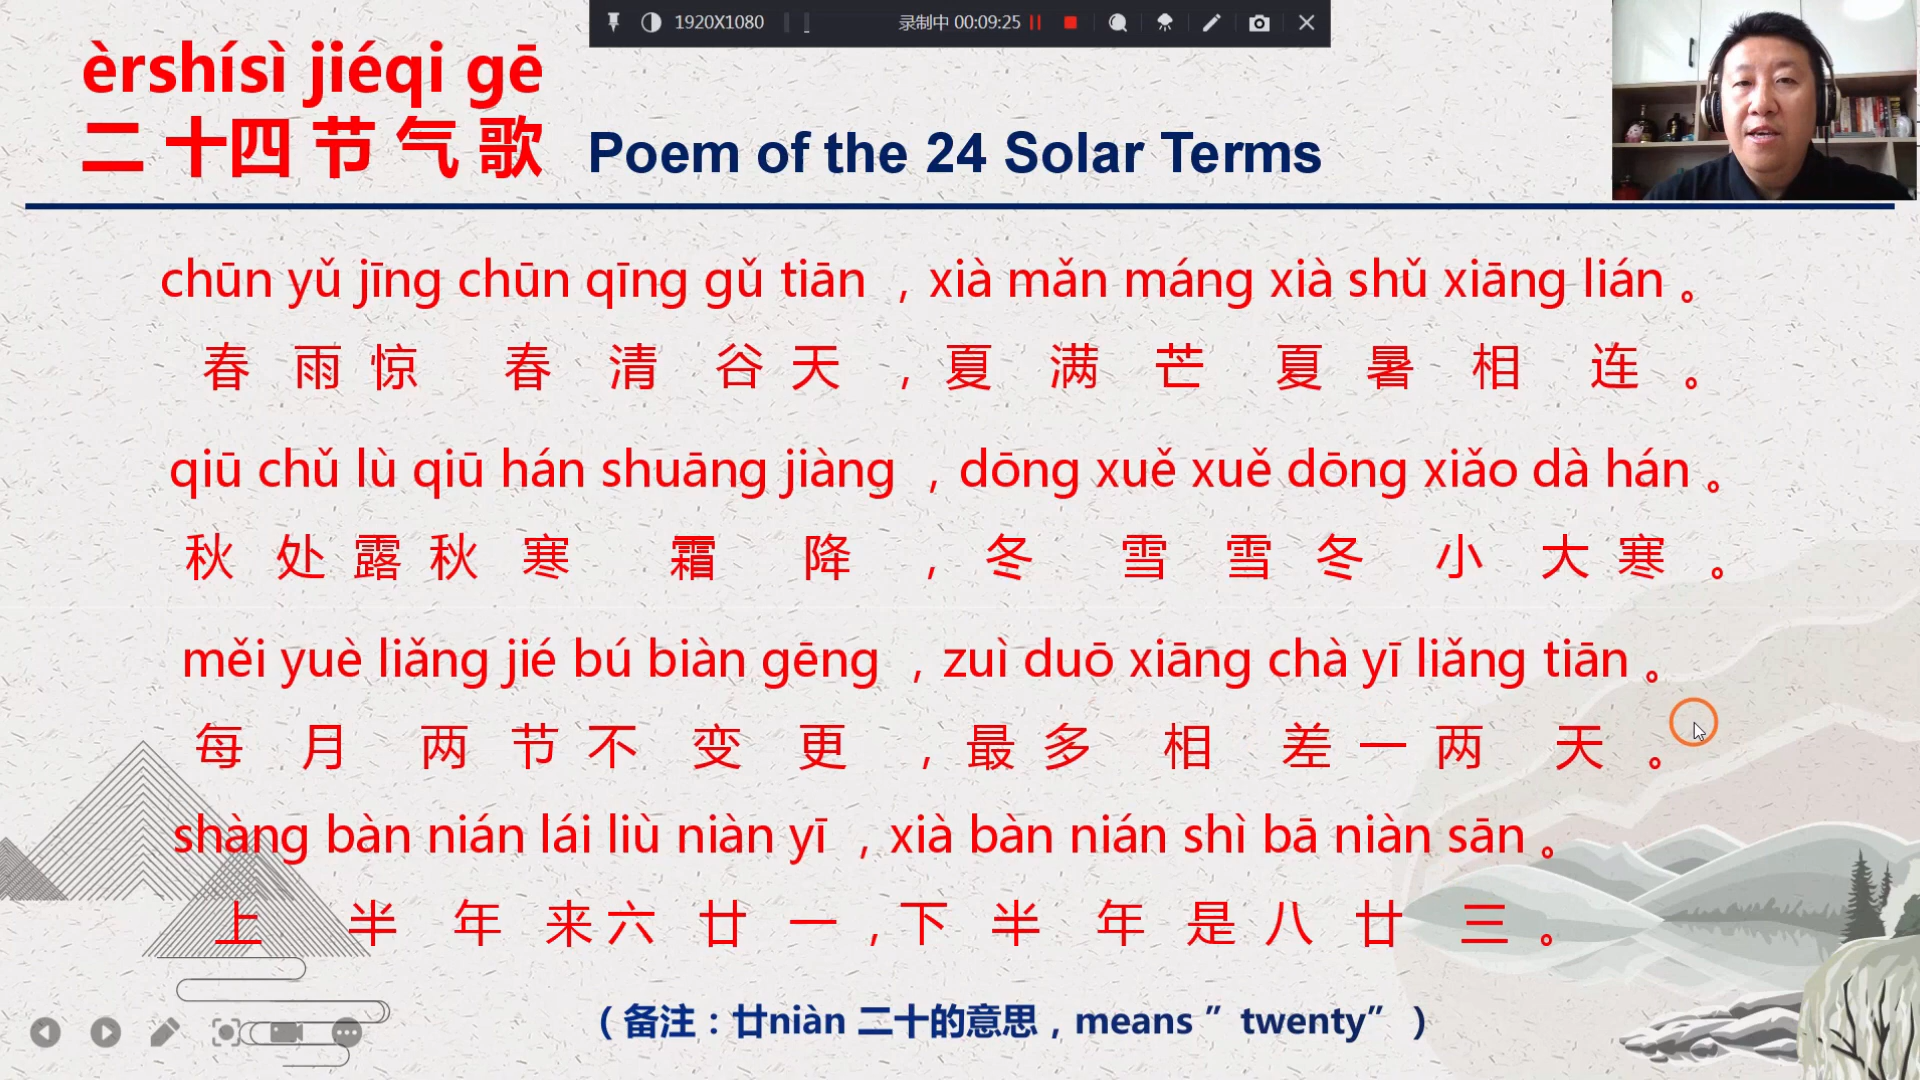 1920X1080 录制中 00:09:25
èrshísì jiéqi gē
二十四节气歌 Poem of the 24 Solar Terms
chūn yǔ jīng chūn qīng gǔ tiān ，xià mǎn máng xià shǔ xiāng lián 。
春雨惊春清谷天，夏满芒夏暑相连。
qiū chǔ lù qiū hán shuāng jiàng ，dōng xuě xuě dōng xiǎo dà hán 。
秋处露秋寒霜降，冬雪雪冬小大寒。
měi yuè liǎng jié bú biàn gēng ，zuì duō xiāng chà yī liǎng tiān 。
每月两节不变更，最多相差一两天。
shàng bàn nián lái liù niàn yī ，xià bàn nián shì bā niàn sān 。
上半年来六廿一，下半年是八廿三。
（备注：廿niàn 二十的意思，means ”twenty”）